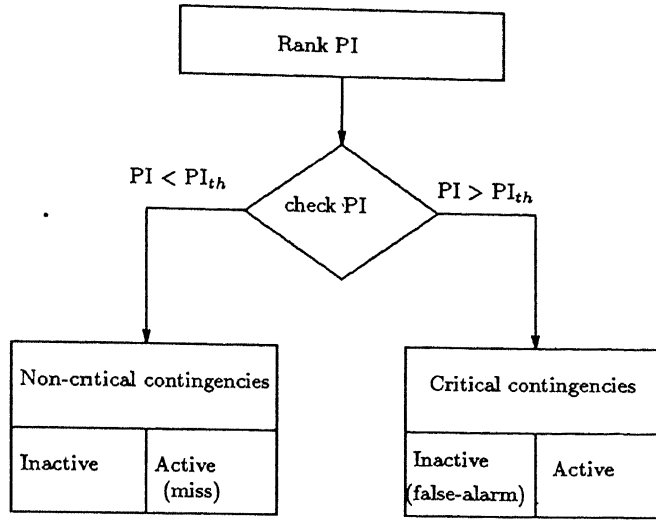 Rank PI
PI < PI_th
check PI
PI > PI_th
Non-critical contingencies
Critical contingencies
Inactive
Active
(miss)
Inactive
(false-alarm)
Active